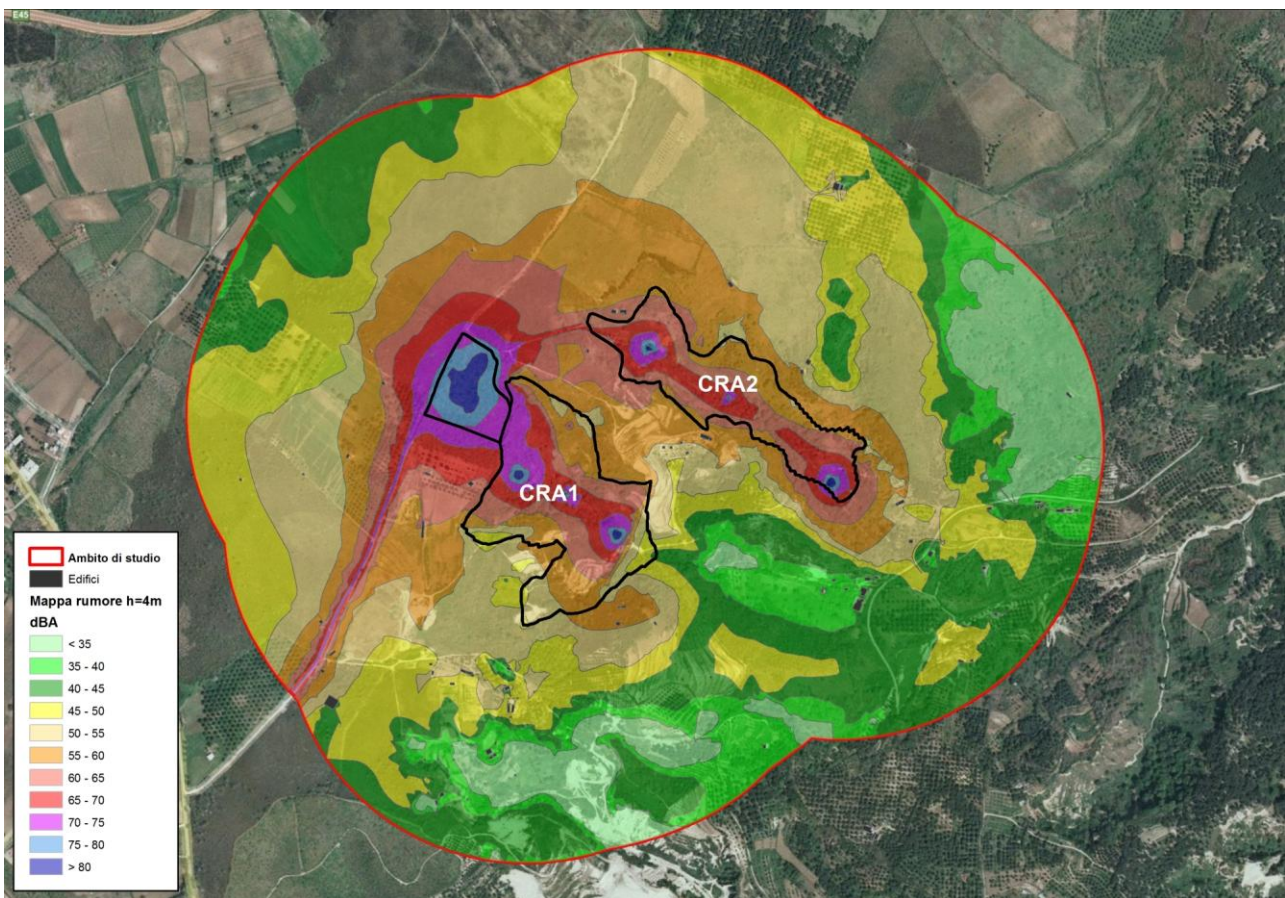 E45
CRA2
CRA1
Ambito di studio
Edifici
Mappa rumore h=4m
dBA
< 35
35 - 40
40 - 45
45 - 50
50 - 55
55 - 60
60 - 65
65 - 70
70 - 75
75 - 80
> 80